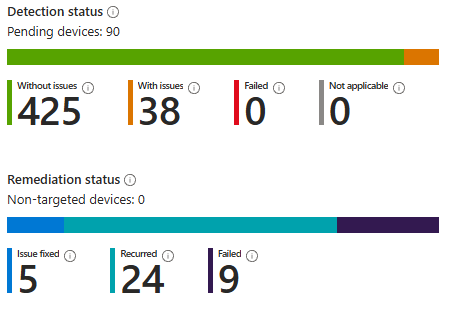 Detection status
Pending devices: 90
Without issues With issues Failed Not applicable
425 38 0 0
Remediation status
Non-targeted devices: 0
Issue fixed Recurred Failed
5 24 9